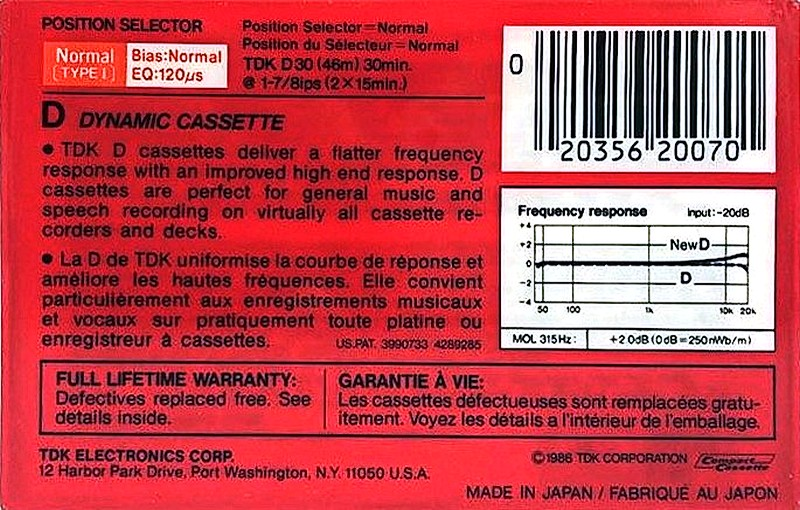 POSITION SELECTOR
Normal
[TYPE I]
Bias:Normal
EQ:120µs
Position Selector=Normal
Position du Sélecteur=Normal
TDK D30 (46m) 30min.
@ 1-7/8ips (2×15min.)
D DYNAMIC CASSETTE
● TDK D cassettes deliver a flatter frequency
response with an improved high end response. D
cassettes are perfect for general music and
speech recording on virtually all cassette re-
corders and decks.
● La D de TDK uniformise la courbe de réponse et
améliore les hautes fréquences. Elle convient
particulièrement aux enregistrements musicaux
et vocaux sur pratiquement toute platine ou
enregistreur à cassettes.
U.S. PAT. 3990733 4289285
0
20356 20070
Frequency response
Input:-20dB
+4
+2
0
-2
-4
New D
D
50 100 1k 10k 20k
MOL 315Hz: +2.0dB (0dB=250nWb/m)
FULL LIFETIME WARRANTY:
Defectives replaced free. See
details inside.
GARANTIE À VIE:
Les cassettes défectueuses sont remplacées gratu-
itement. Voyez les détails a l'intérieur de l'emballage.
TDK ELECTRONICS CORP.
12 Harbor Park Drive, Port Washington, N.Y. 11050 U.S.A.
©1986 TDK CORPORATION
Compact
Cassette
MADE IN JAPAN / FABRIQUÉ AU JAPON